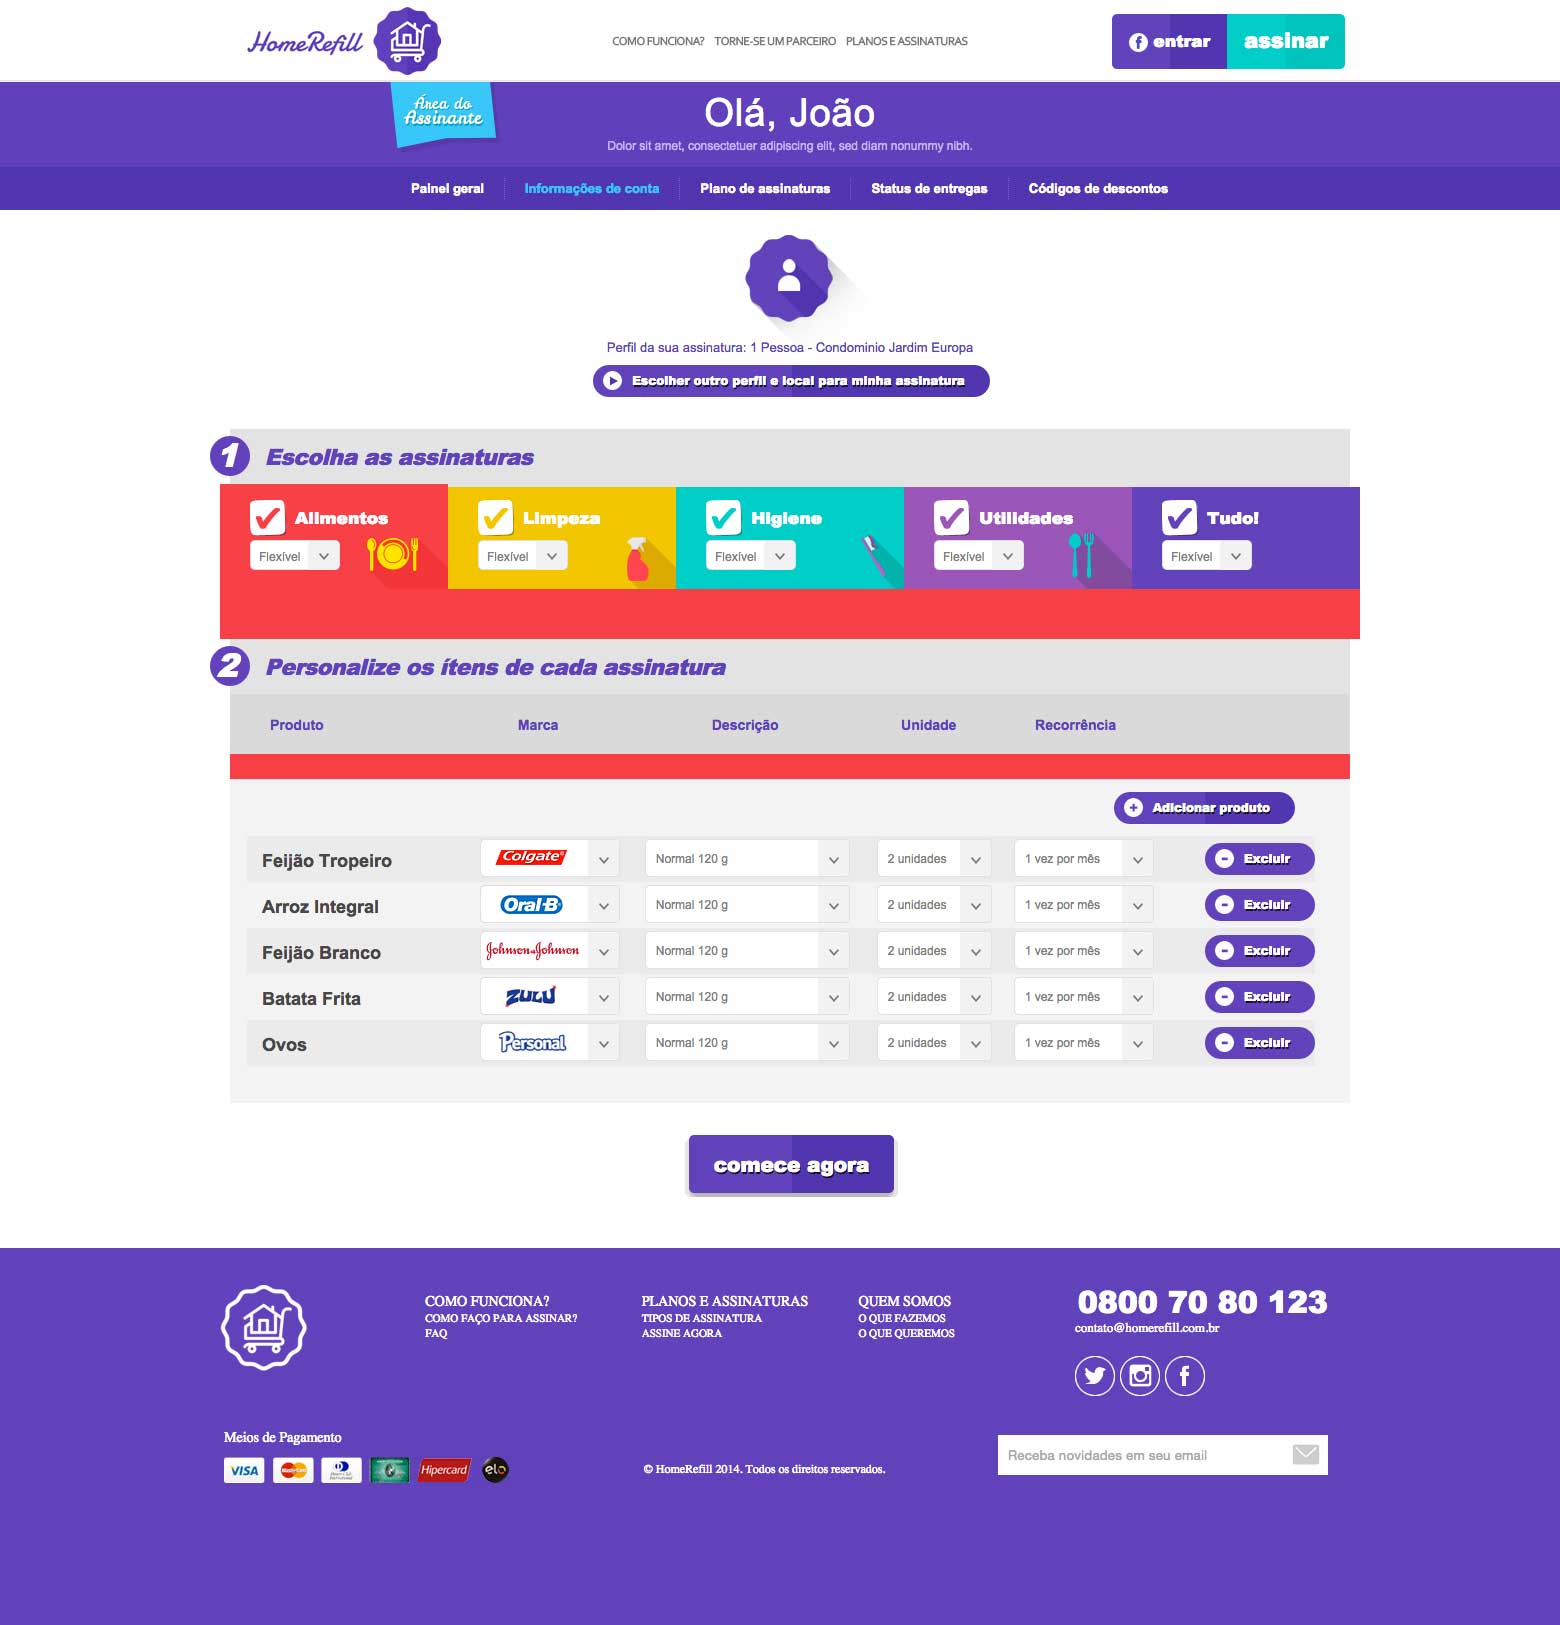 HomeRefill
COMO FUNCIONA? TORNE-SE UM PARCEIRO PLANOS E ASSINATURAS
entrar assinar
Área do
Assinante
Olá, João
Dolor sit amet, consectetuer adipiscing elit, sed diam nonummy nibh.
Painel geral Informações de conta Plano de assinaturas Status de entregas Códigos de descontos
Perfil da sua assinatura: 1 Pessoa - Condominio Jardim Europa
Escolher outro perfil e local para minha assinatura
1 Escolha as assinaturas
Alimentos Limpeza Higiene Utilidades Tudo!
Flexível Flexível Flexível Flexível Flexível
2 Personalize os ítens de cada assinatura
Produto Marca Descrição Unidade Recorrência
Adicionar produto
Feijão Tropeiro Colgate Normal 120 g 2 unidades 1 vez por mês Excluir
Arroz Integral Oral-B Normal 120 g 2 unidades 1 vez por mês Excluir
Feijão Branco Johnson&Johnson Normal 120 g 2 unidades 1 vez por mês Excluir
Batata Frita ZULU Normal 120 g 2 unidades 1 vez por mês Excluir
Ovos Personal Normal 120 g 2 unidades 1 vez por mês Excluir
comece agora
COMO FUNCIONA? PLANOS E ASSINATURAS QUEM SOMOS 0800 70 80 123
COMO FAÇO PARA ASSINAR? TIPOS DE ASSINATURA O QUE FAZEMOS contato@homerefill.com.br
FAQ ASSINE AGORA O QUE QUEREMOS
Meios de Pagamento
VISA MasterCard Hipercard elo
© HomeRefill 2014. Todos os direitos reservados.
Receba novidades em seu email